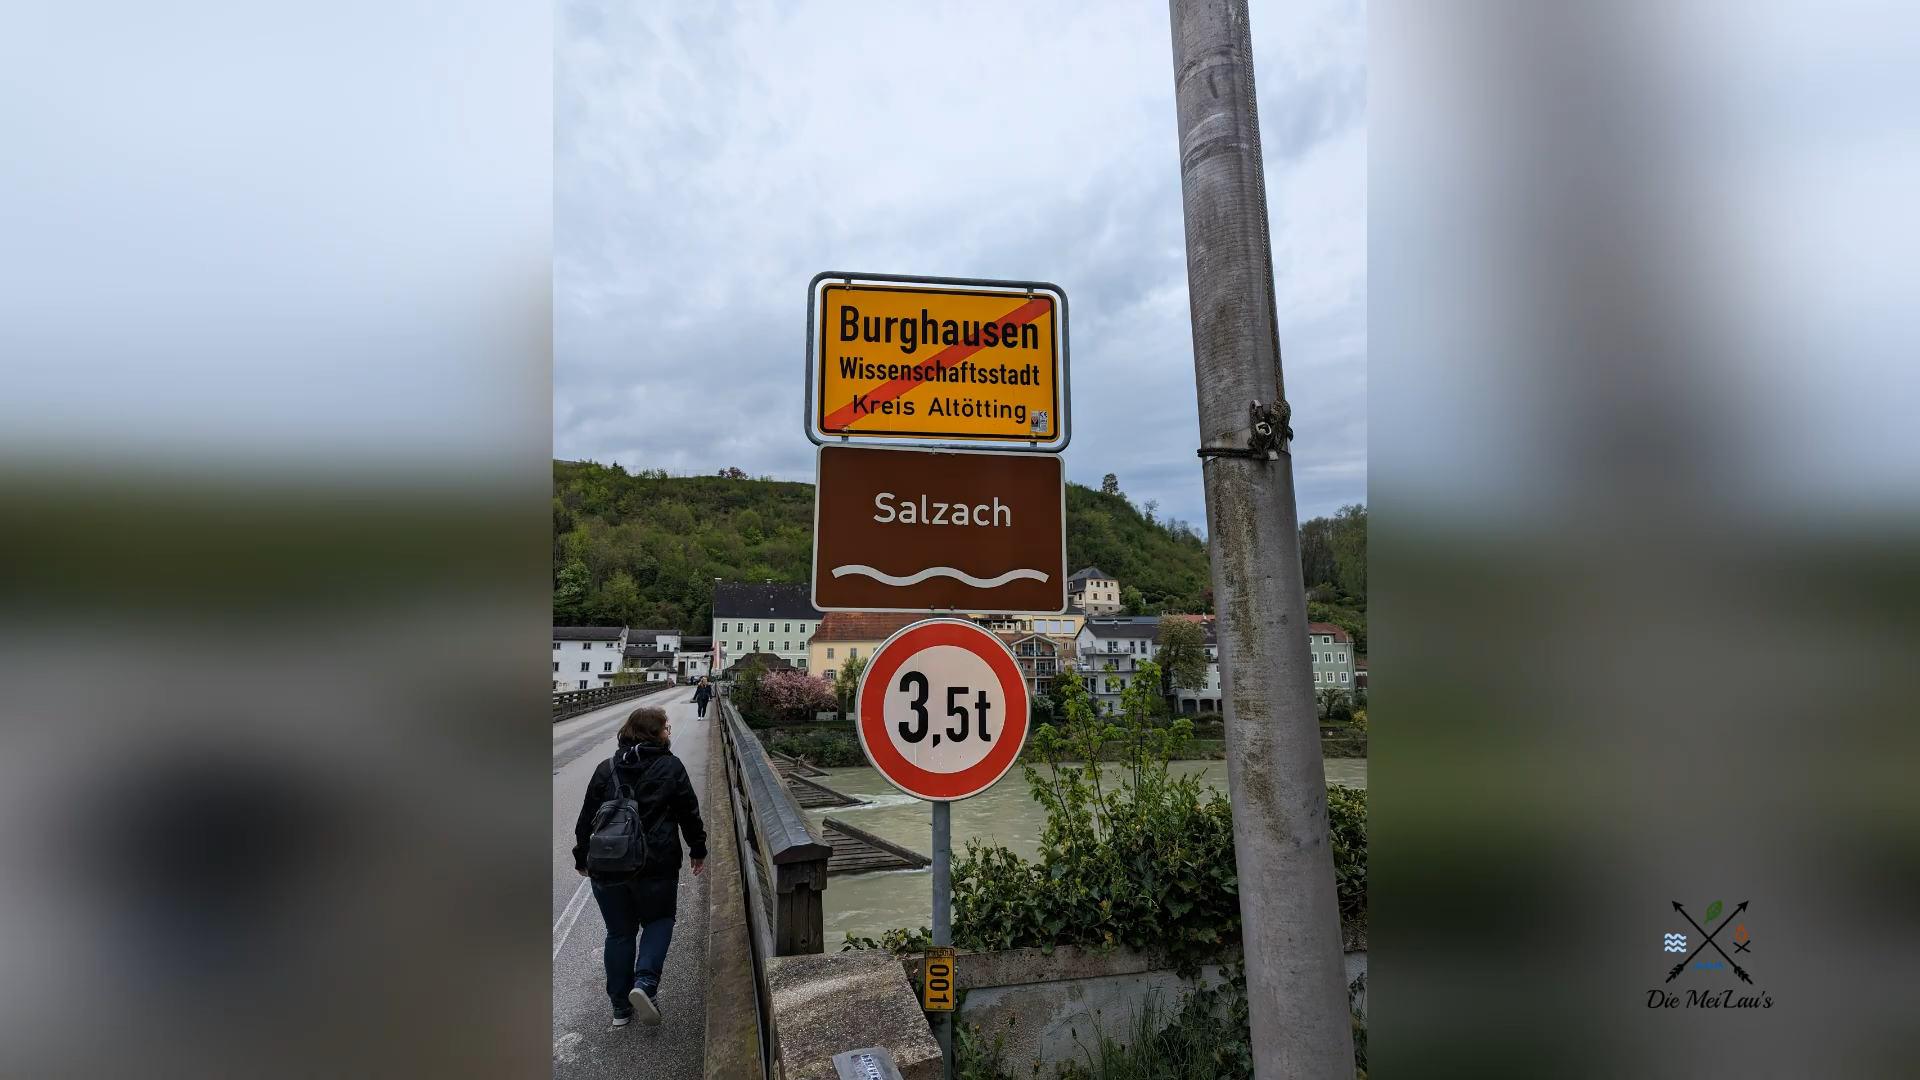 Burghausen
Wissenschaftsstadt
Kreis Altötting
Salzach
3,5t
001
Die MeiLau's